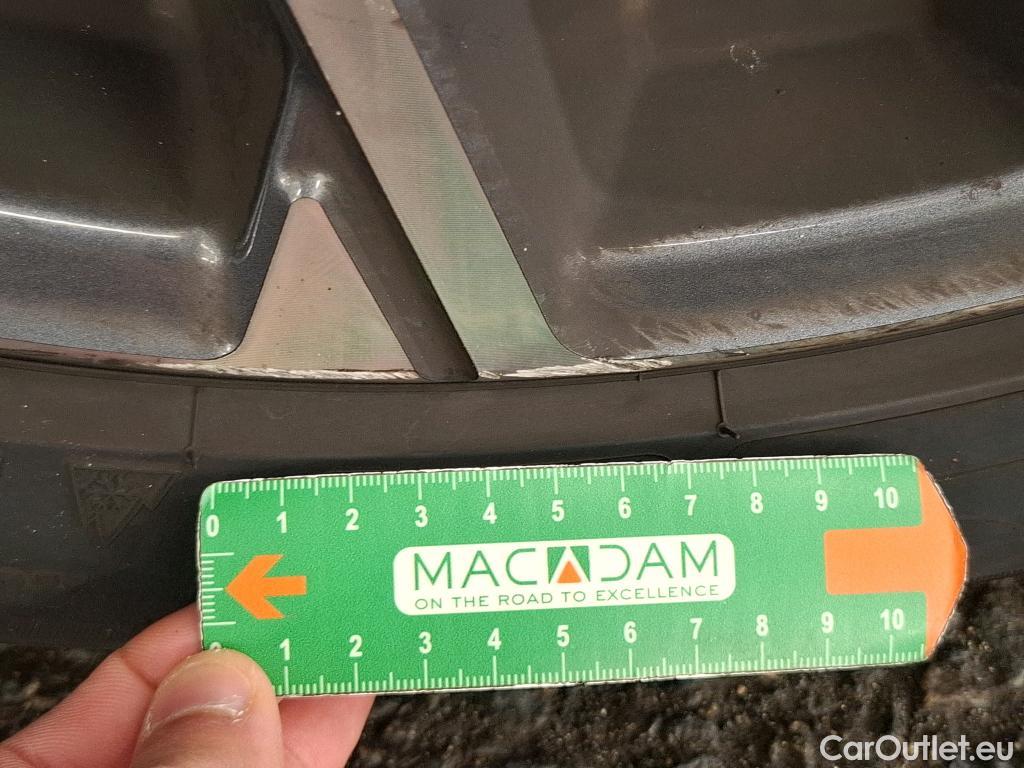 0 1 2 3 4 5 6 7 8 9 10
MACADAM
ON THE ROAD TO EXCELLENCE
1 2 3 4 5 6 7 8 9 10
CarOutlet.eu